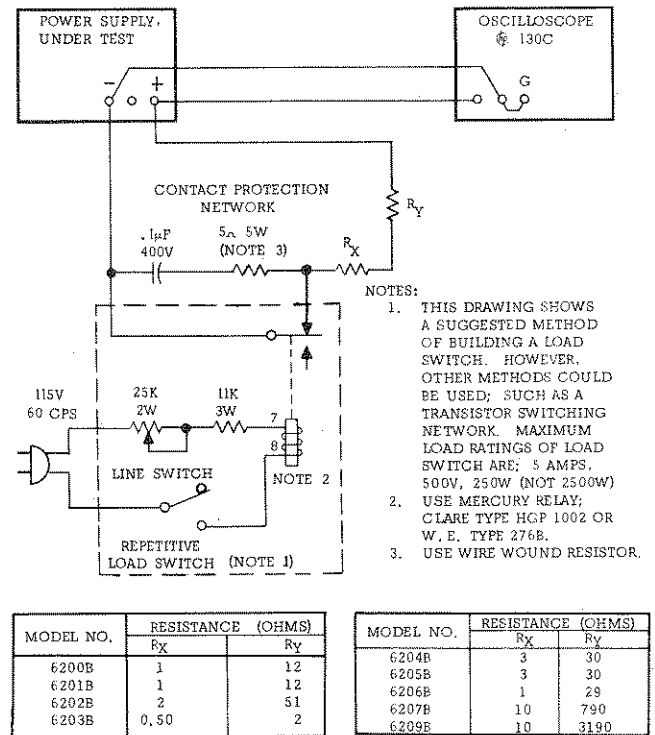 POWER SUPPLY,
UNDER TEST
- +
OSCILLOSCOPE
130C
G
CONTACT PROTECTION
NETWORK
.1µF
400V
5Ω 5W
(NOTE 3)
RX
RY
115V
60 CPS
25K
2W
11K
3W
7
8
NOTE 2
LINE SWITCH
REPETITIVE
LOAD SWITCH (NOTE 1)
NOTES:
1. THIS DRAWING SHOWS
A SUGGESTED METHOD
OF BUILDING A LOAD
SWITCH. HOWEVER,
OTHER METHODS COULD
BE USED; SUCH AS A
TRANSISTOR SWITCHING
NETWORK. MAXIMUM
LOAD RATINGS OF LOAD
SWITCH ARE; 5 AMPS,
500V, 250W (NOT 2500W)
2. USE MERCURY RELAY;
CLARE TYPE HGP 1002 OR
W. E. TYPE 276B.
3. USE WIRE WOUND RESISTOR.
MODEL NO. RESISTANCE (OHMS)
RX RY
6200B 1 12
6201B 1 12
6202B 2 51
6203B 0.50 2
MODEL NO. RESISTANCE (OHMS)
RX RY
6204B 3 30
6205B 3 30
6206B 1 29
6207B 10 790
6209B 10 3190